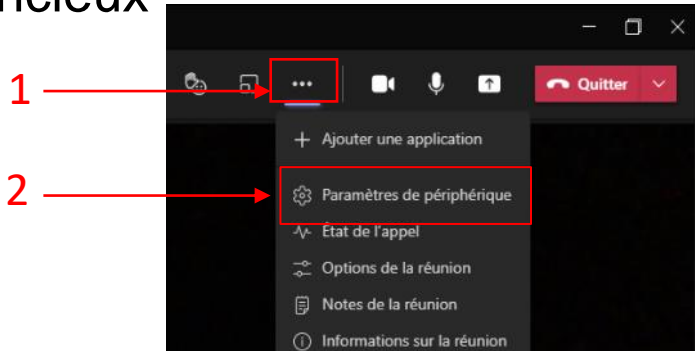 ncieux
1
Quitter
+ Ajouter une application
2
Paramètres de périphérique
État de l'appel
Options de la réunion
Notes de la réunion
Informations sur la réunion